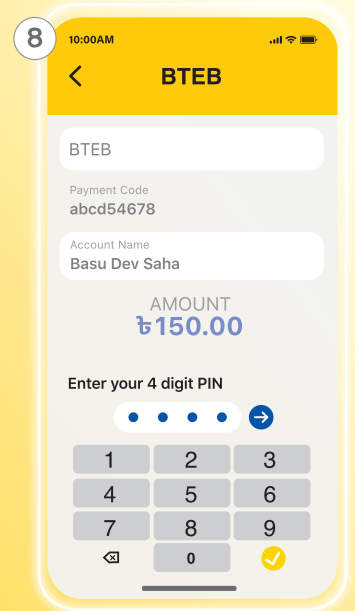 8
10:00AM
BTEB
BTEB
Payment Code
abcd54678
Account Name
Basu Dev Saha
AMOUNT
৳150.00
Enter your 4 digit PIN
1 2 3
4 5 6
7 8 9
0